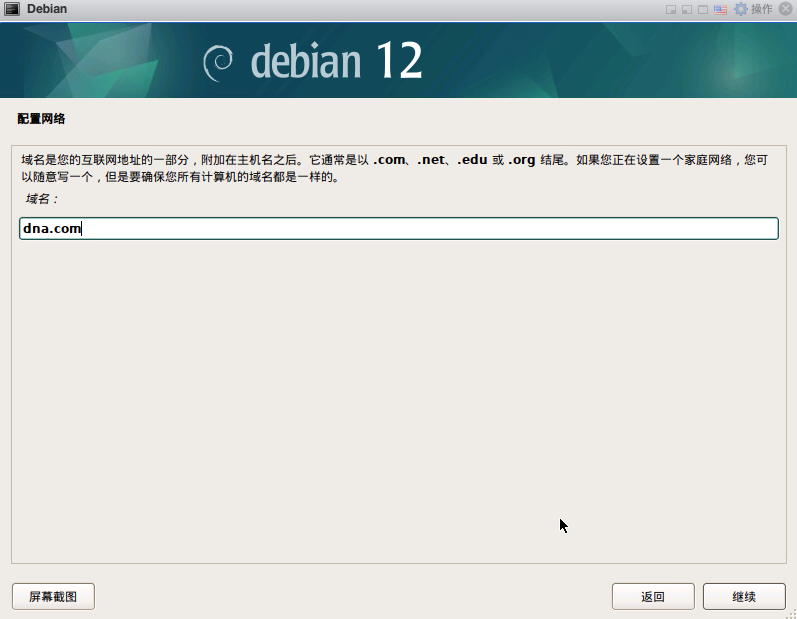 Debian
操作
debian 12
配置网络
域名是您的互联网地址的一部分，附加在主机名之后。它通常是以 .com、.net、.edu 或 .org 结尾。如果您正在设置一个家庭网络，您可
以随意写一个，但是要确保您所有计算机的域名都是一样的。
域名：
dna.com
屏幕截图
返回
继续